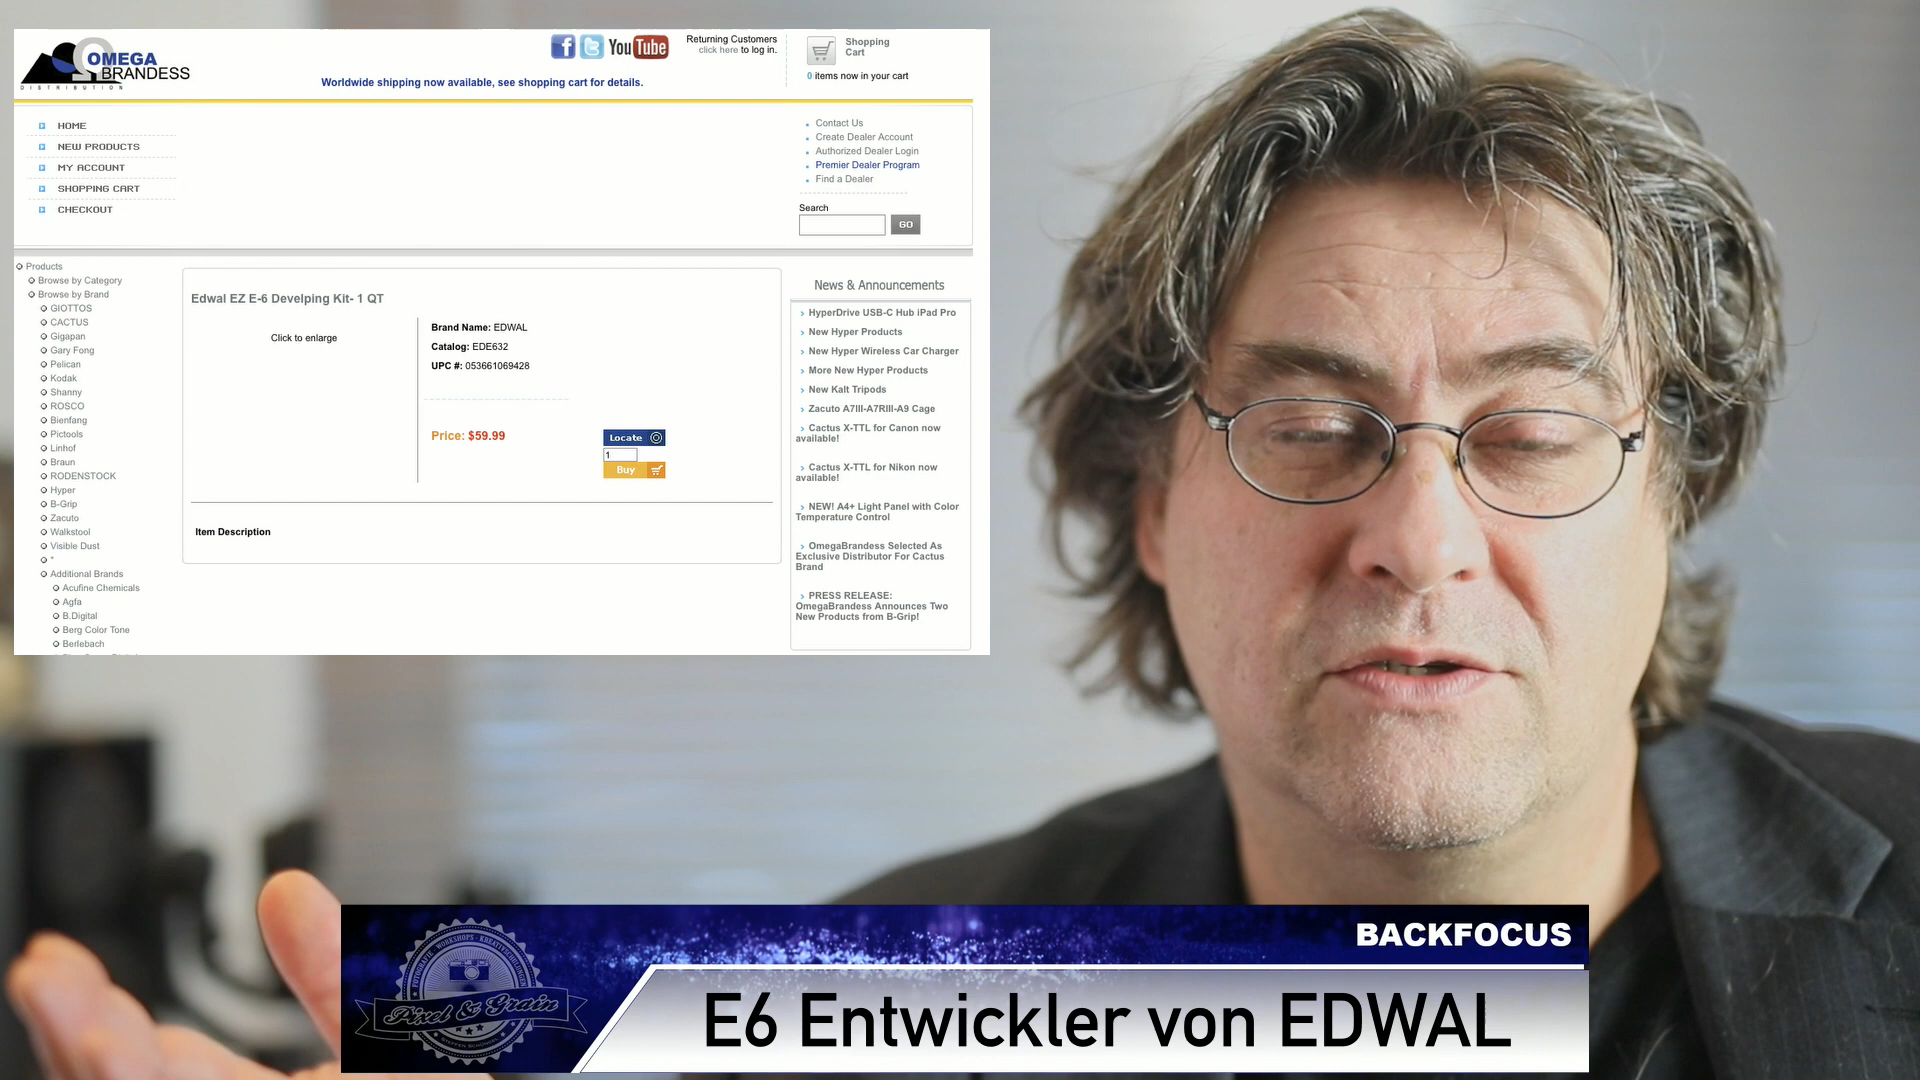 OMEGA
BRANDESS
DISTRIBUTION
You Tube
Returning Customers
click here to log in.
Shopping
Cart
0 items now in your cart
Worldwide shipping now available, see shopping cart for details.
HOME
NEW PRODUCTS
MY ACCOUNT
SHOPPING CART
CHECKOUT
Contact Us
Create Dealer Account
Authorized Dealer Login
Premier Dealer Program
Find a Dealer
Search
GO
Products
Browse by Category
Browse by Brand
GIOTTOS
CACTUS
Gigapan
Gary Fong
Pelican
Kodak
Shanny
ROSCO
Bienfang
Pictools
Linhof
Braun
RODENSTOCK
Hyper
B-Grip
Zacuto
Walkstool
Visible Dust
*
Additional Brands
Acufine Chemicals
Agfa
B.Digital
Berg Color Tone
Berlebach
Edwal EZ E-6 Develping Kit- 1 QT
Click to enlarge
Brand Name: EDWAL
Catalog: EDE632
UPC #: 053661069428
Price: $59.99
Locate
1
Buy
Item Description
News & Announcements
HyperDrive USB-C Hub iPad Pro
New Hyper Products
New Hyper Wireless Car Charger
More New Hyper Products
New Kalt Tripods
Zacuto A7III-A7RIII-A9 Cage
Cactus X-TTL for Canon now
available!
Cactus X-TTL for Nikon now
available!
NEW! A4+ Light Panel with Color
Temperature Control
OmegaBrandess Selected As
Exclusive Distributor For Cactus
Brand
PRESS RELEASE:
OmegaBrandess Announces Two
New Products from B-Grip!
BACKFOCUS
Pixel & Grain
E6 Entwickler von EDWAL